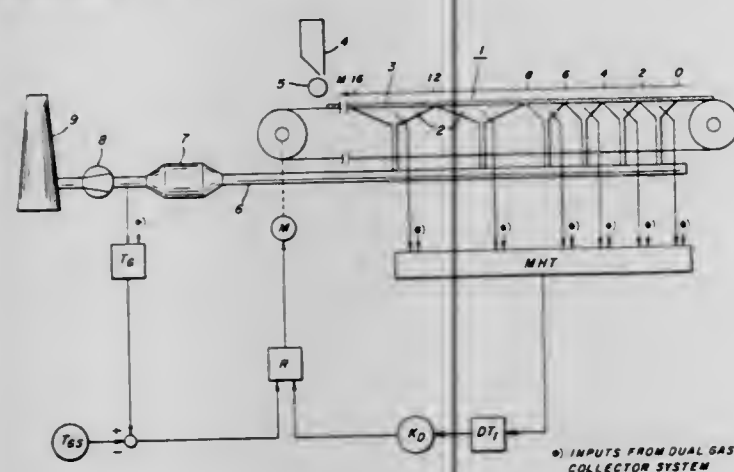 4
5
M 16
3
12
1
8
6
4
2
0
9
8
7
2
6
*)
*)
*)
*)
*)
*)
*)
M
T_G
MHT
R
T_GS
+
−
K_D
DT_1
*) INPUTS FROM DUAL GAS
COLLECTOR SYSTEM